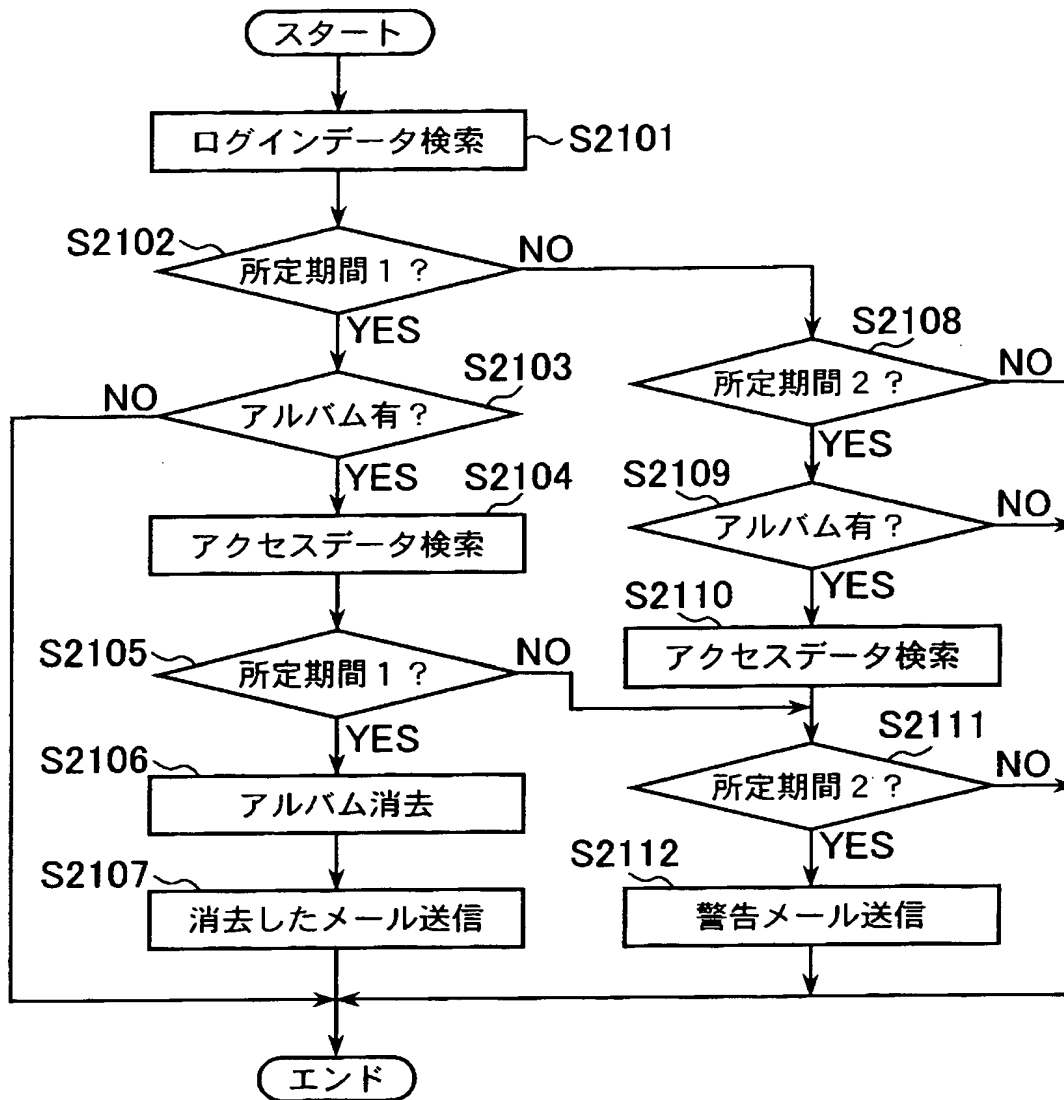 スタート
ログインデータ検索
S2101
S2102
所定期間1?
NO
YES
S2108
所定期間2?
NO
YES
S2103
NO
アルバム有?
YES
S2104
アクセスデータ検索
S2109
アルバム有?
NO
YES
S2110
アクセスデータ検索
S2105
所定期間1?
NO
YES
S2111
所定期間2?
NO
YES
S2106
アルバム消去
S2107
消去したメール送信
S2112
警告メール送信
エンド